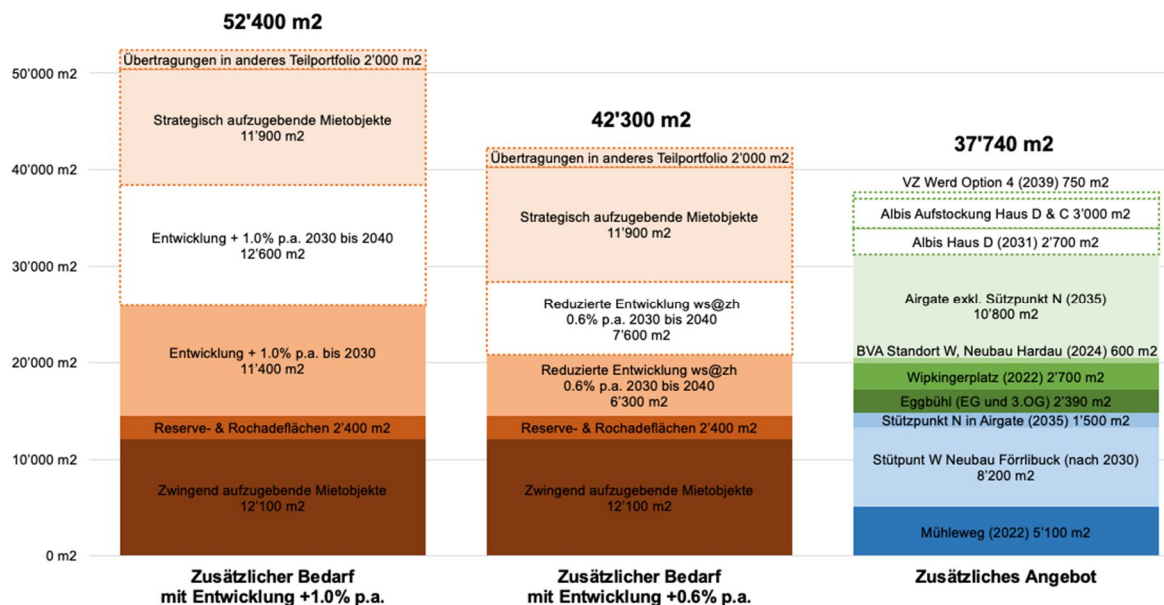 52'400 m2
50'000 m2
40'000 m2
30'000 m2
20'000 m2
10'000 m2
0 m2
Übertragungen in anderes Teilportfolio 2'000 m2
Strategisch aufzugebende Mietobjekte
11'900 m2
Entwicklung + 1.0% p.a. 2030 bis 2040
12'600 m2
Entwicklung + 1.0% p.a. bis 2030
11'400 m2
Reserve- & Rochadeflächen 2'400 m2
Zwingend aufzugebende Mietobjekte
12'100 m2
Zusätzlicher Bedarf
mit Entwicklung +1.0% p.a.
42'300 m2
Übertragungen in anderes Teilportfolio 2'000 m2
Strategisch aufzugebende Mietobjekte
11'900 m2
Reduzierte Entwicklung ws@zh
0.6% p.a. 2030 bis 2040
7'600 m2
Reduzierte Entwicklung ws@zh
0.6% p.a. 2030 bis 2040
6'300 m2
Reserve- & Rochadeflächen 2'400 m2
Zwingend aufzugebende Mietobjekte
12'100 m2
Zusätzlicher Bedarf
mit Entwicklung +0.6% p.a.
37'740 m2
VZ Werd Option 4 (2039) 750 m2
Albis Aufstockung Haus D & C 3'000 m2
Albis Haus D (2031) 2'700 m2
Airgate exkl. Sützpunkt N (2035)
10'800 m2
BVA Standort W, Neubau Hardau (2024) 600 m2
Wipkingerplatz (2022) 2'700 m2
Eggbühl (EG und 3.OG) 2'390 m2
Stützpunkt N in Airgate (2035) 1'500 m2
Stütpunt W Neubau Förrlibuck (nach 2030)
8'200 m2
Mühleweg (2022) 5'100 m2
Zusätzliches Angebot